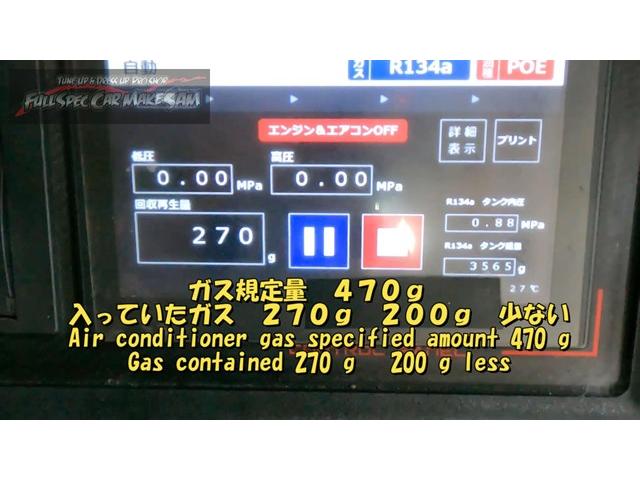 自動
ガス R134a POE
TUNE UP & DRESS UP PRO SHOP
FULLSPEC CAR MAKE SAM
エンジン&エアコンOFF
詳細表示
プリント
低圧
高圧
0.00 MPa
0.00 MPa
回収再生量
270 g
R134a タンク内圧
0.88 MPa
R134a タンク総量
3565 g
27℃
ガス規定量 470g
入っていたガス 270g 200g 少ない
Air conditioner gas specified amount 470 g
Gas contained 270 g 200 g less